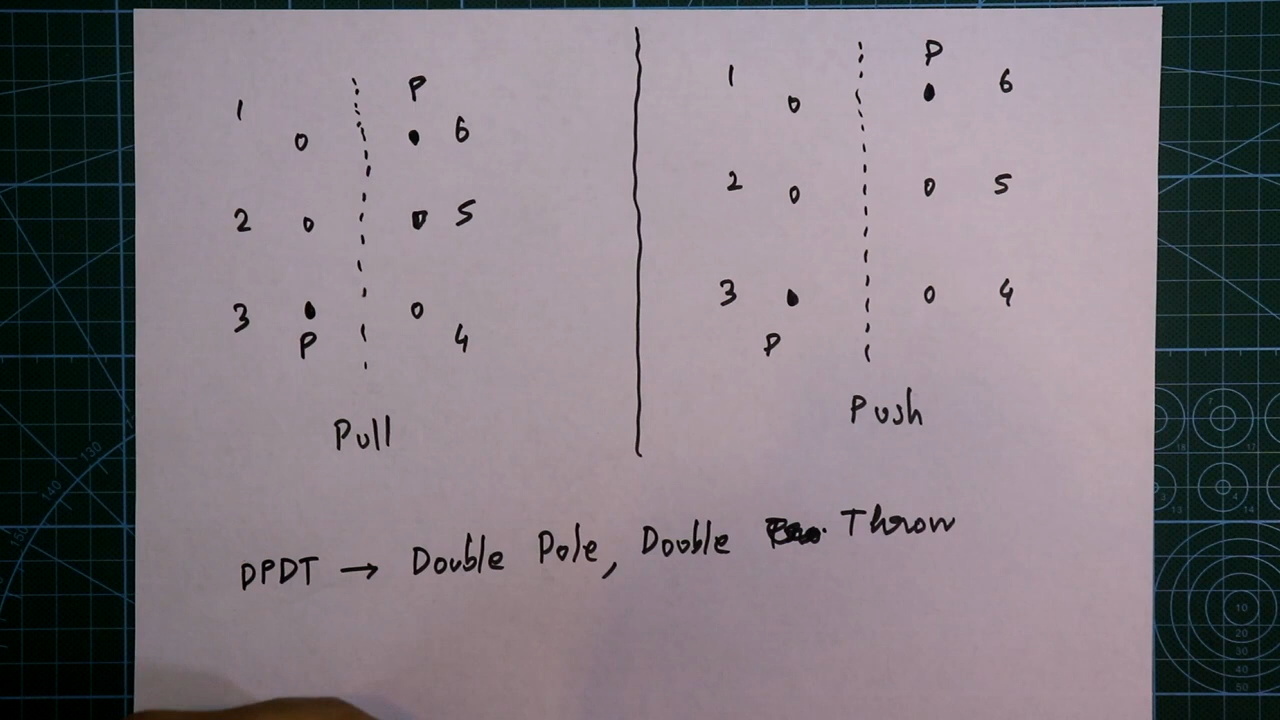 P
1 6
2 5
3 4
P
Pull
P
1 6
2 5
3 4
P
Push
DPDT → Double Pole, Double Throw